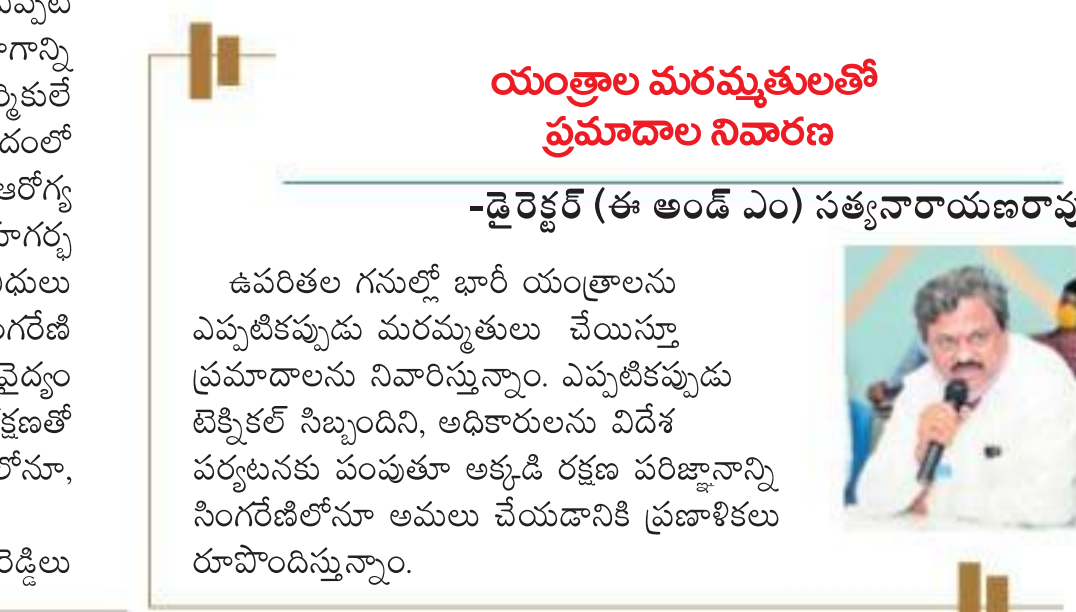 ఆరోగ్య
సింగరేణి
వైద్యం
యంత్రాల మరమ్మతులతో
ప్రమాదాల నివారణ
-డైరెక్టర్ (ఈ అండ్ ఎం) సత్యనారాయణరావు
ఉపరితల గనుల్లో భారీ యంత్రాలను
ఎప్పటికప్పుడు మరమ్మతులు చేయిస్తూ
ప్రమాదాలను నివారిస్తున్నాం. ఎప్పటికప్పుడు
టెక్నికల్ సిబ్బందిని, అధికారులను విదేశ
పర్యటనకు పంపుతూ అక్కడి రక్షణ పరిజ్ఞానాన్ని
సింగరేణిలోనూ అమలు చేయడానికి ప్రణాళికలు
రూపొందిస్తున్నాం.